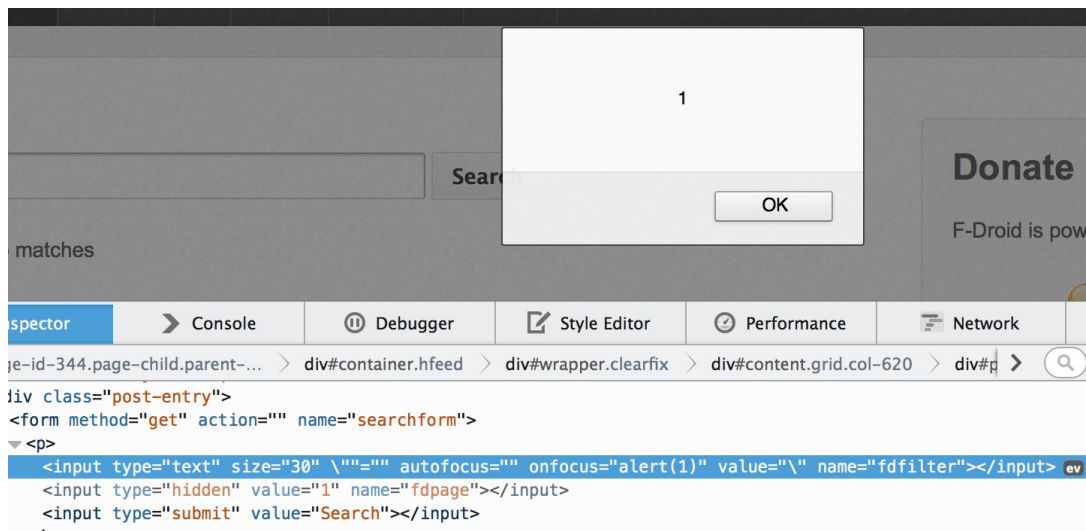 1
Search
Donate
OK
F-Droid is pow
matches
nspector
Console
Debugger
Style Editor
Performance
Network
ge-id-344.page-child.parent-...
div#container.hfeed
div#wrapper.clearfix
div#content.grid.col-620
div#p
div class="post-entry">
<form method="get" action="" name="searchform">
<p>
<input type="text" size="30" \""="" autofocus="" onfocus="alert(1)" value="\" name="fdfilter"></input> ev
<input type="hidden" value="1" name="fdpage"></input>
<input type="submit" value="Search"></input>